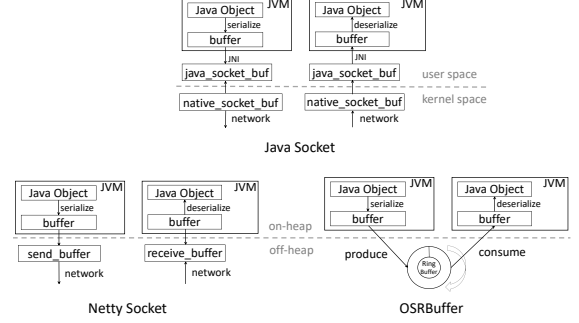 Java Object JVM
serialize
buffer
JNI
java_socket_buf
native_socket_buf
network
Java Object JVM
deserialize
buffer
JNI
java_socket_buf
native_socket_buf
network
user space
kernel space
Java Socket
Java Object JVM
serialize
buffer
send_buffer
network
Java Object JVM
deserialize
buffer
receive_buffer
network
on-heap
off-heap
Netty Socket
Java Object JVM
serialize
buffer
produce
Java Object JVM
deserialize
buffer
consume
Ring
Buffer
OSRBuffer